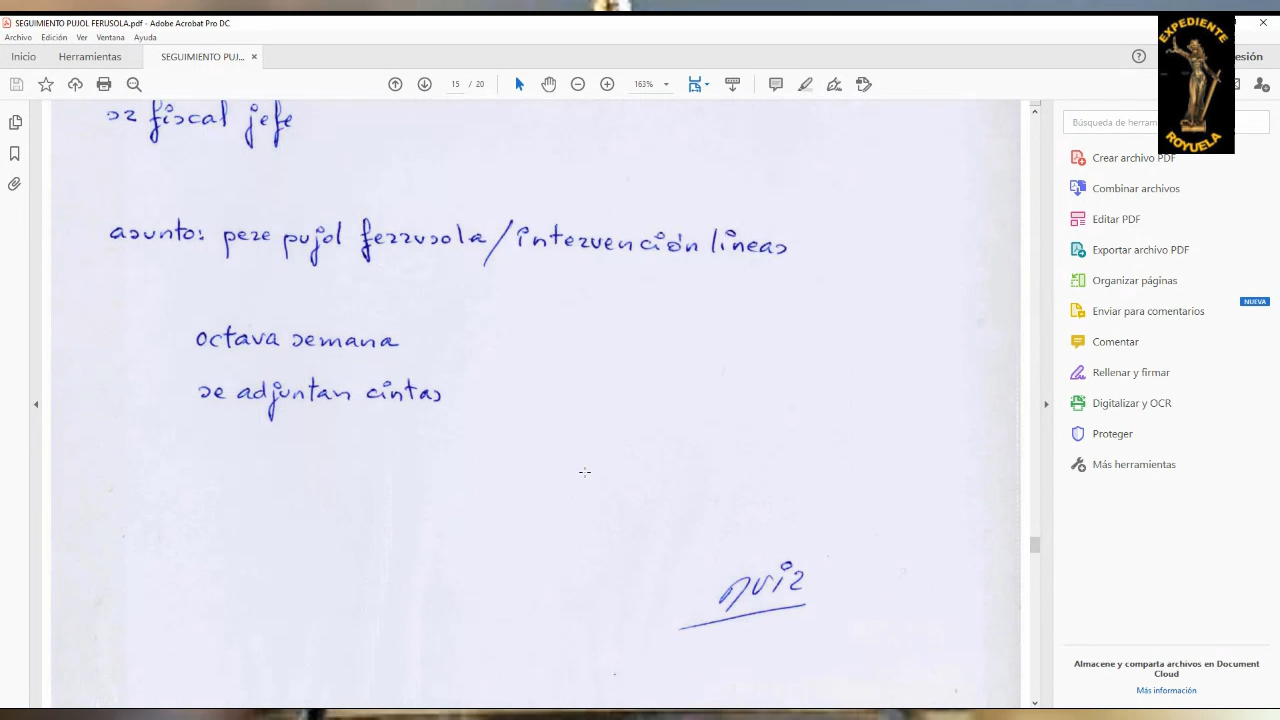 SEGUIMIENTO PUJOL FERUSOLA.pdf - Adobe Acrobat Pro DC
Archivo Edición Ver Ventana Ayuda
Inicio Herramientas SEGUIMIENTO PUJ... ×
15 / 20 163%
EXPEDIENTE
ROYUELA
esión
sr fiscal jefe
asunto: pere pujol ferrusola/intervención líneas
octava semana
se adjuntan cintas
ruiz
Búsqueda de herram
Crear archivo PDF
Combinar archivos
Editar PDF
Exportar archivo PDF
Organizar páginas
NUEVA
Enviar para comentarios
Comentar
Rellenar y firmar
Digitalizar y OCR
Proteger
Más herramientas
Almacene y comparta archivos en Document
Cloud
Más información